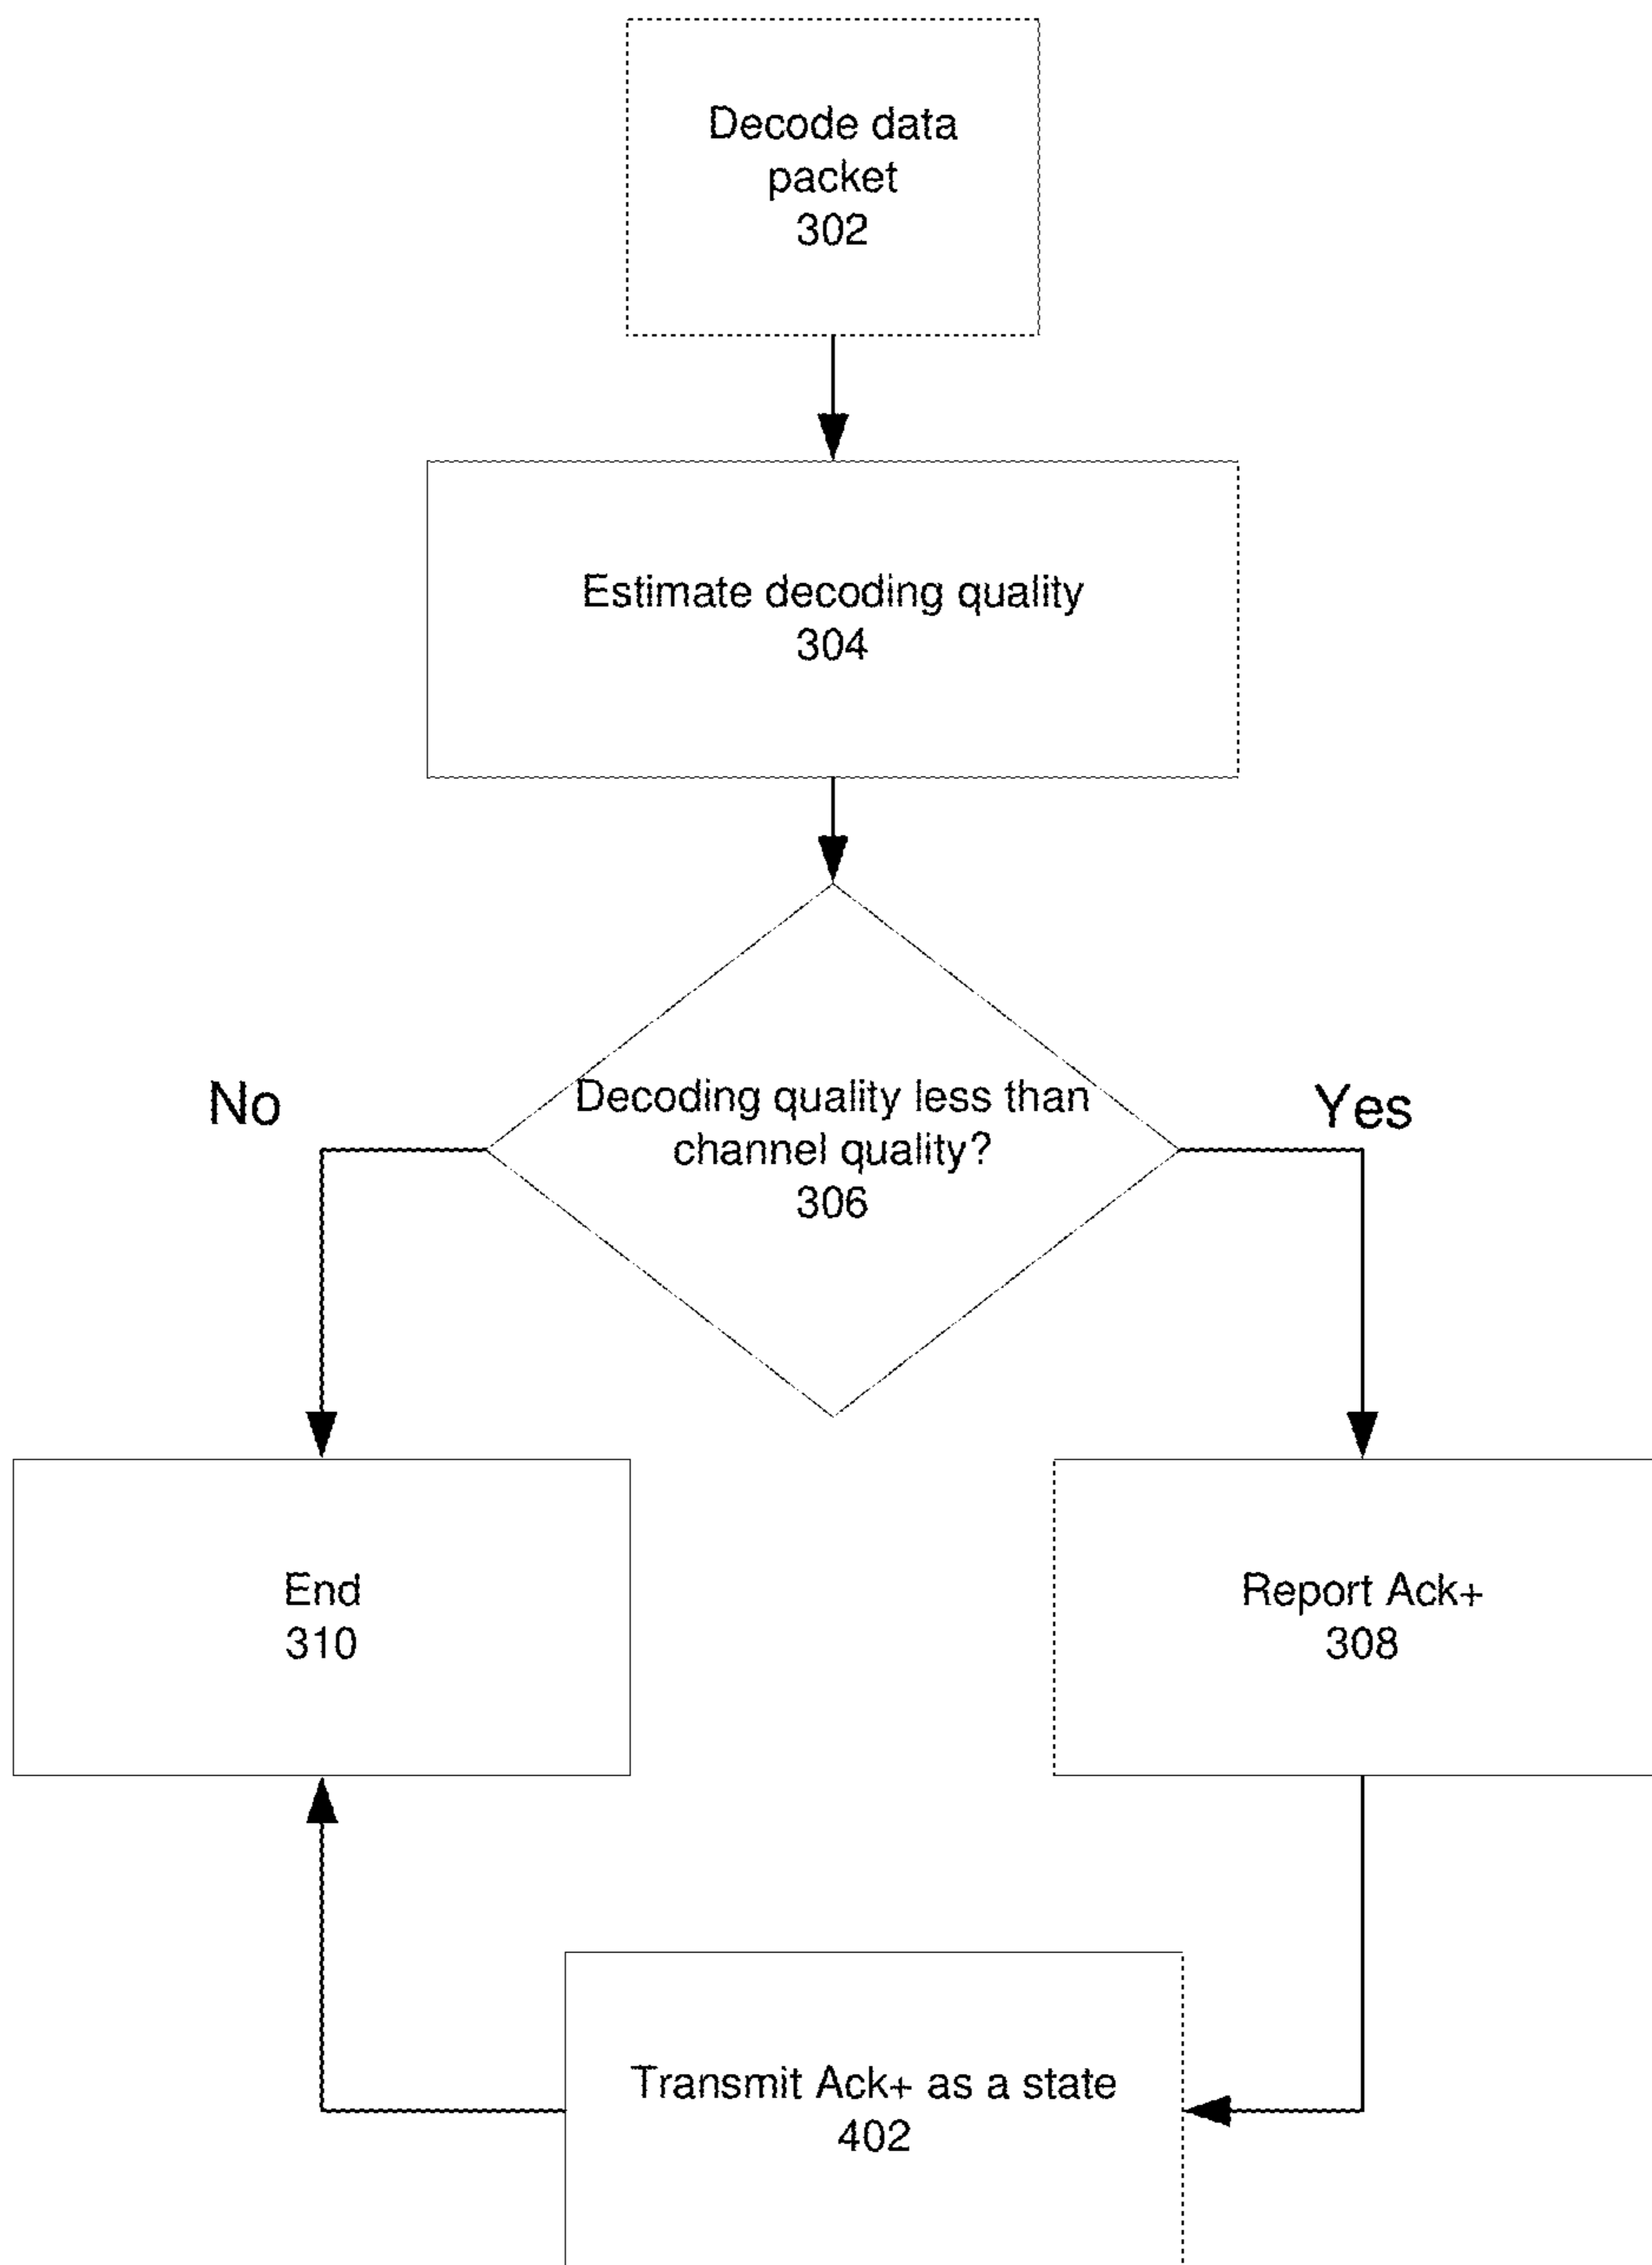 Decode data
packet
302
Estimate decoding quality
304
No
Decoding quality less than
channel quality?
306
Yes
End
310
Report Ack+
308
Transmit Ack+ as a state
402